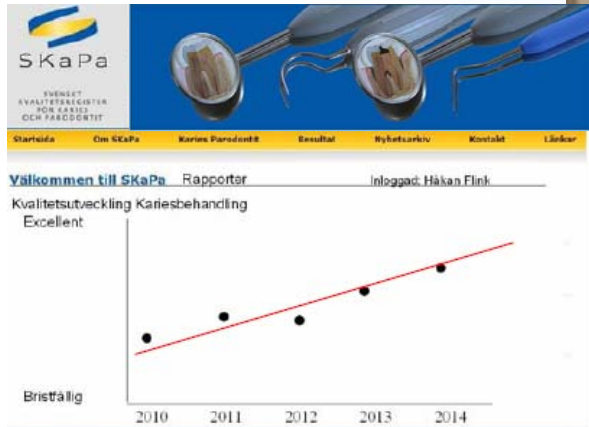 SKaPa
SVENSKT
KVALITETSREGISTER
FÖR KARIES
OCH PARODONTIT
Startsida Om SKaPa Karies Parodontit Resultat Nyhetsarkiv Kontakt Länkar
Välkommen till SKaPa Rapporter Inloggad: Håkan Flink
Kvalitetsutveckling Kariesbehandling
Excellent
Bristfällig
2010 2011 2012 2013 2014